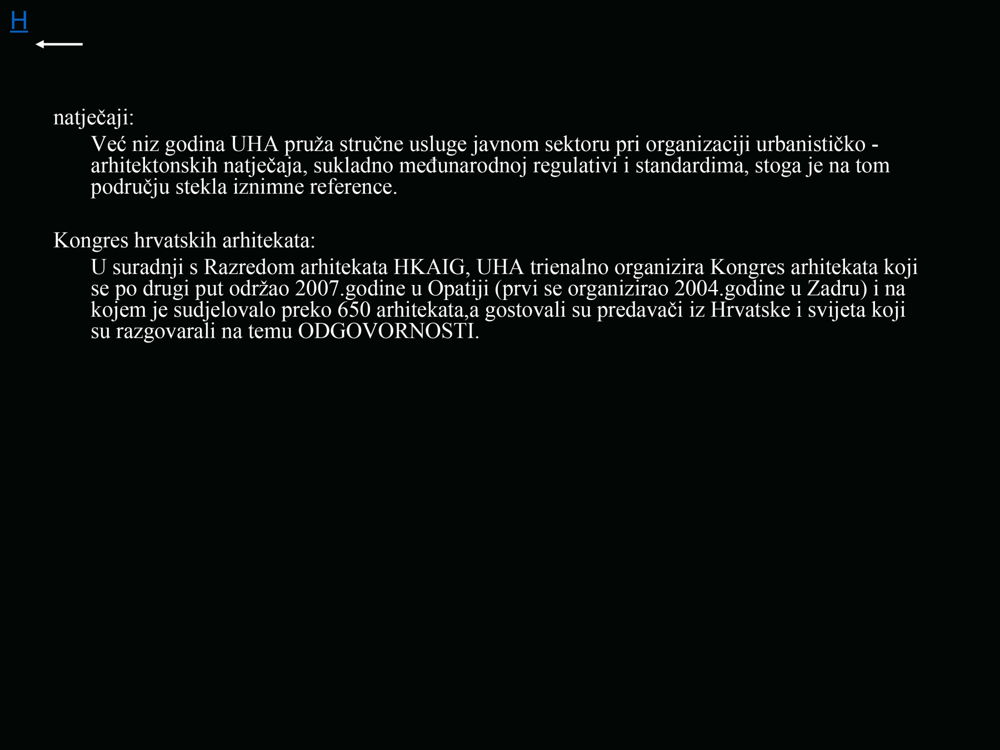 H
natječaji:
Već niz godina UHA pruža stručne usluge javnom sektoru pri organizaciji urbanističko -
arhitektonskih natječaja, sukladno međunarodnoj regulativi i standardima, stoga je na tom
području stekla iznimne reference.
Kongres hrvatskih arhitekata:
U suradnji s Razredom arhitekata HKAIG, UHA trienalno organizira Kongres arhitekata koji
se po drugi put održao 2007.godine u Opatiji (prvi se organizirao 2004.godine u Zadru) i na
kojem je sudjelovalo preko 650 arhitekata,a gostovali su predavači iz Hrvatske i svijeta koji
su razgovarali na temu ODGOVORNOSTI.